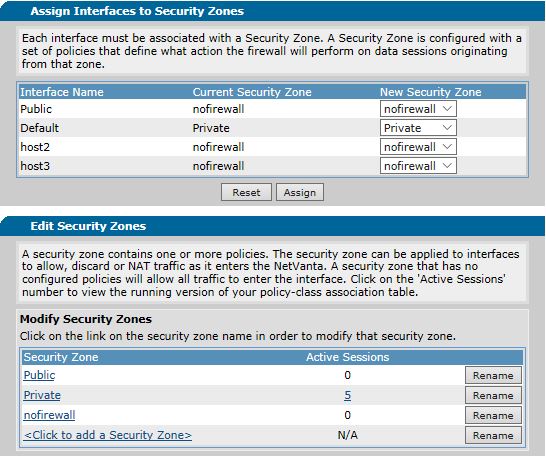 Assign Interfaces to Security Zones
Each interface must be associated with a Security Zone. A Security Zone is configured with a
set of policies that define what action the firewall will perform on data sessions originating
from that zone.
Interface Name Current Security Zone New Security Zone
Public nofirewall nofirewall
Default Private Private
host2 nofirewall nofirewall
host3 nofirewall nofirewall
Reset Assign
Edit Security Zones
A security zone contains one or more policies. The security zone can be applied to interfaces
to allow, discard or NAT traffic as it enters the NetVanta. A security zone that has no
configured policies will allow all traffic to enter the interface. Click on the 'Active Sessions'
number to view the running version of your policy-class association table.
Modify Security Zones
Click on the link on the security zone name in order to modify that security zone.
Security Zone Active Sessions
Public 0 Rename
Private 5 Rename
nofirewall 0 Rename
<Click to add a Security Zone> N/A Rename